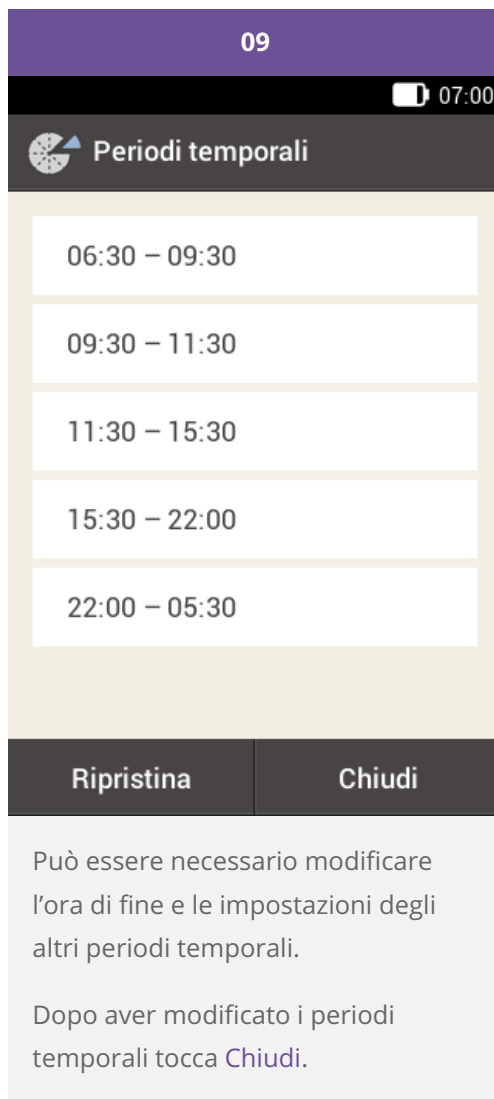 09
07:00
Periodi temporali
06:30 – 09:30
09:30 – 11:30
11:30 – 15:30
15:30 – 22:00
22:00 – 05:30
Ripristina
Chiudi
Può essere necessario modificare
l’ora di fine e le impostazioni degli
altri periodi temporali.
Dopo aver modificato i periodi
temporali tocca Chiudi.